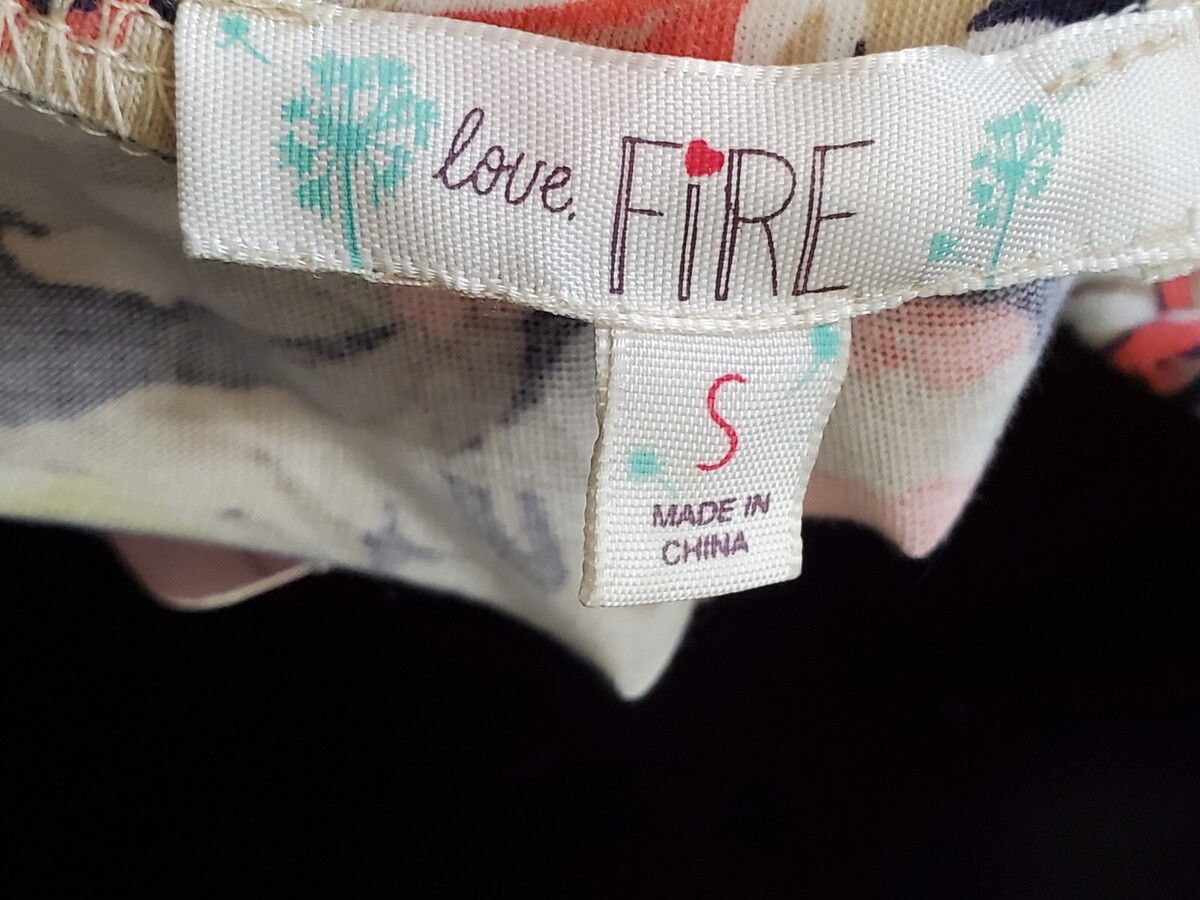 love, FiRE
S
MADE IN
CHINA